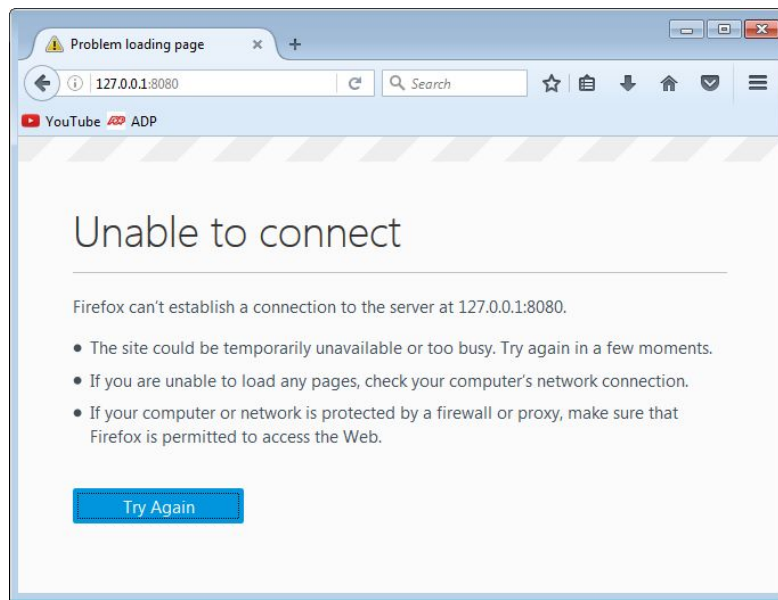 Problem loading page
127.0.0.1:8080
Search
YouTube ADP ADP
Unable to connect
Firefox can't establish a connection to the server at 127.0.0.1:8080.
The site could be temporarily unavailable or too busy. Try again in a few moments.
If you are unable to load any pages, check your computer's network connection.
If your computer or network is protected by a firewall or proxy, make sure that
Firefox is permitted to access the Web.
Try Again